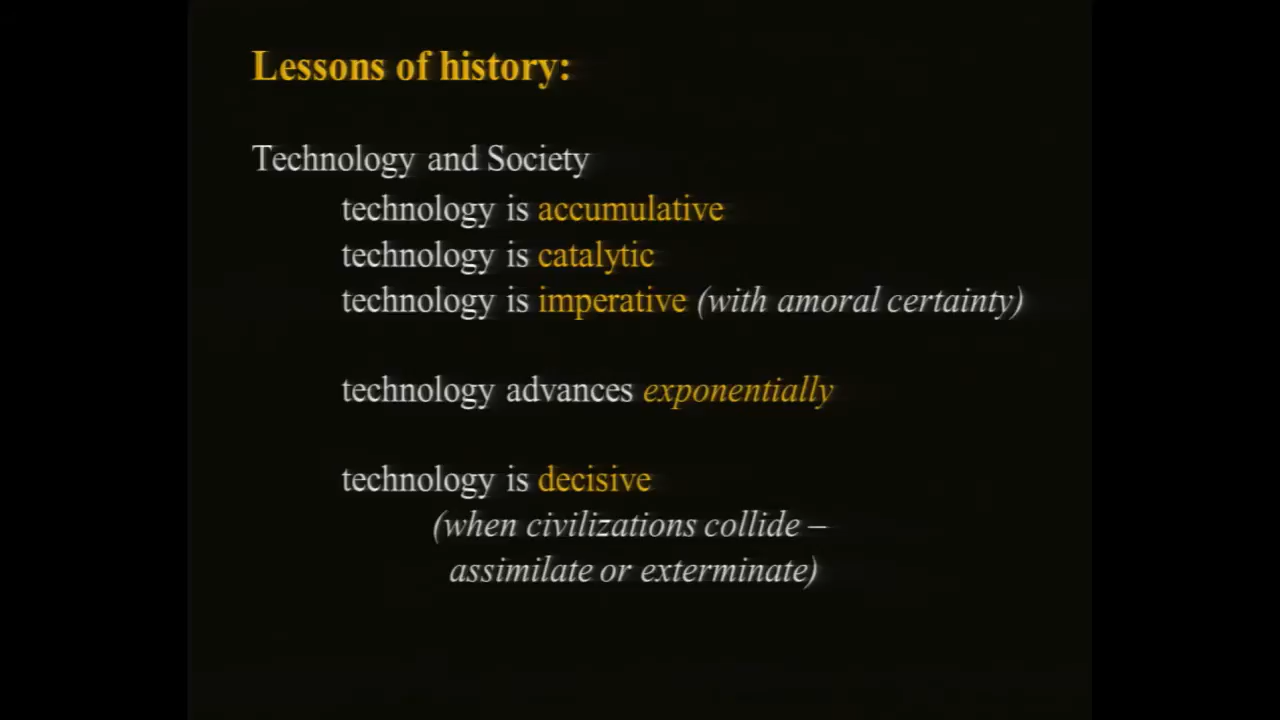 Lessons of history:
Technology and Society
technology is accumulative
technology is catalytic
technology is imperative (with amoral certainty)
technology advances exponentially
technology is decisive
(when civilizations collide –
assimilate or exterminate)